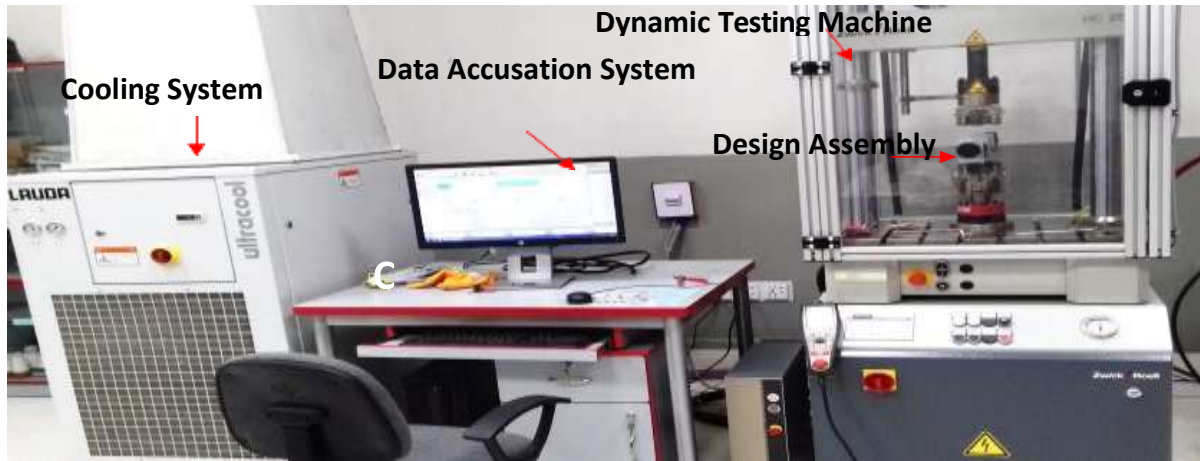 Dynamic Testing Machine
Data Accusation System
Cooling System
Design Assembly
LAUDA
ultracool
C
Zwick Roell